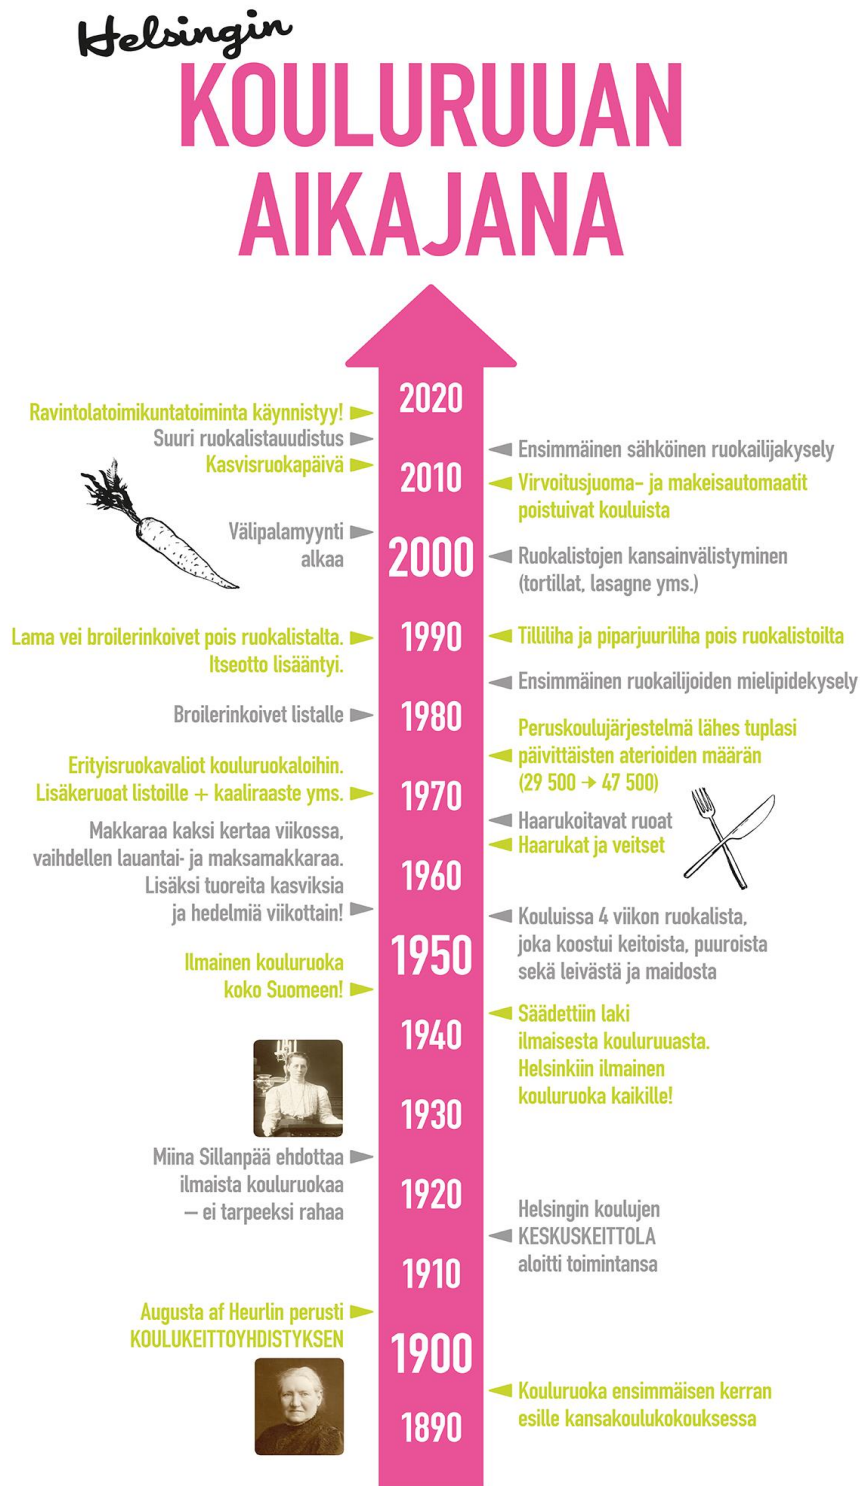 Helsingin
KOULURUUAN
AIKAJANA
2020
Ravintolatoimikuntatoiminta käynnistyy!
Suuri ruokalistauudistus
Ensimmäinen sähköinen ruokailijakysely
Kasvisruokapäivä
2010
Virvoitusjuoma- ja makeisautomaatit
poistuivat kouluista
Välipalamyynti
alkaa
2000
Ruokalistojen kansainvälistyminen
(tortillat, lasagne yms.)
Lama vei broilerinkoivet pois ruokalistalta.
Itseotto lisääntyi.
1990
Tilliliha ja piparjuuriliha pois ruokalistoilta
Ensimmäinen ruokailijoiden mielipidekysely
Broilerinkoivet listalle
1980
Peruskoulujärjestelmä lähes tuplasi
päivittäisten aterioiden määrän
(29 500 → 47 500)
Erityisruokavaliot kouluruokaloihin.
Lisäkeruoat listoille + kaaliraaste yms.
1970
Haarukoitavat ruoat
Haarukat ja veitset
Makkaraa kaksi kertaa viikossa,
vaihdellen lauantai- ja maksamakkaraa.
Lisäksi tuoreita kasviksia
ja hedelmiä viikottain!
1960
Kouluissa 4 viikon ruokalista,
joka koostui keitoista, puuroista
sekä leivästä ja maidosta
1950
Ilmainen kouluruoka
koko Suomeen!
Säädettiin laki
ilmaisesta kouluruuasta.
Helsinkiin ilmainen
kouluruoka kaikille!
1940
1930
Miina Sillanpää ehdottaa
ilmaista kouluruokaa
– ei tarpeeksi rahaa
1920
Helsingin koulujen
KESKUSKEITTOLA
aloitti toimintansa
1910
Augusta af Heurlin perusti
KOULUKEITTOYHDISTYKSEN
1900
Kouluruoka ensimmäisen kerran
esille kansakoulukokouksessa
1890